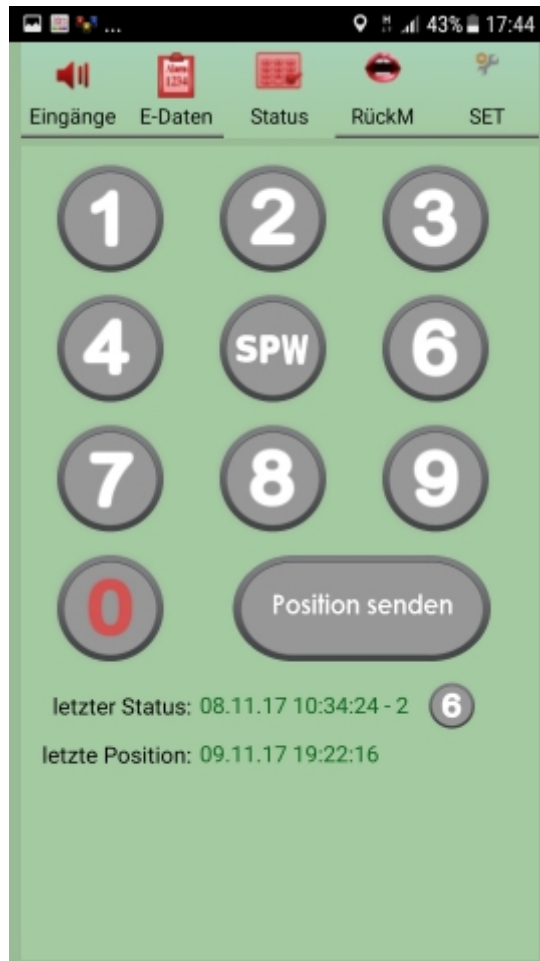 ... 43% 17:44
Alarm
1234
Eingänge E-Daten Status RückM SET
1 2 3
4 SPW 6
7 8 9
0 Position senden
letzter Status: 08.11.17 10:34:24 - 2 6
letzte Position: 09.11.17 19:22:16